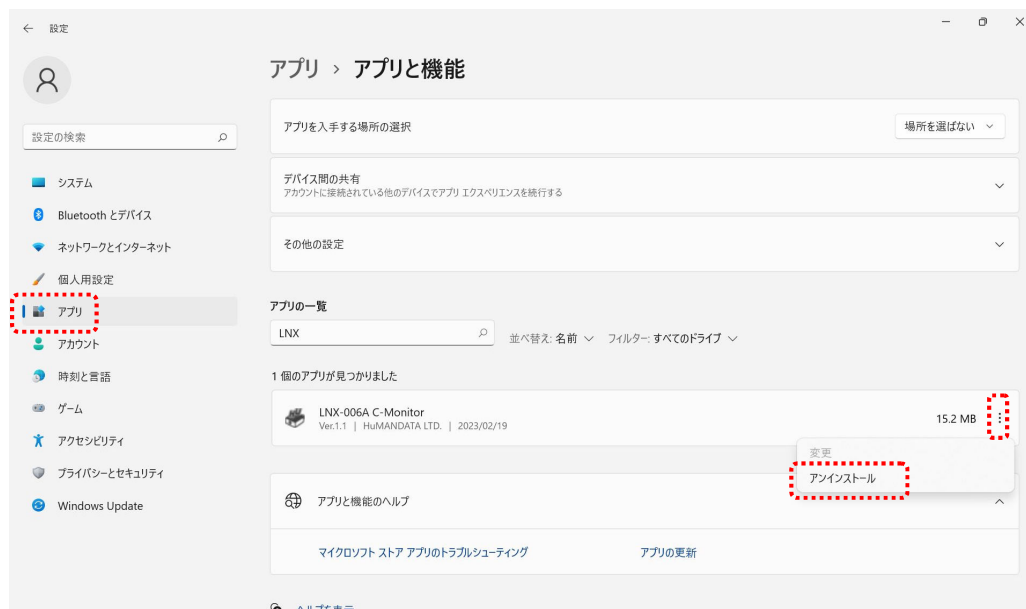 設定
アプリ › アプリと機能
設定の検索
システム
Bluetooth とデバイス
ネットワークとインターネット
個人用設定
アプリ
アカウント
時刻と言語
ゲーム
アクセシビリティ
プライバシーとセキュリティ
Windows Update
アプリを入手する場所の選択
場所を選ばない
デバイス間の共有
アカウントに接続されている他のデバイスでアプリ エクスペリエンスを続行する
その他の設定
アプリの一覧
LNX
並べ替え: 名前 フィルター: すべてのドライブ
1 個のアプリが見つかりました
LNX-006A C-Monitor
15.2 MB
Ver.1.1 | HuMANDATA LTD. | 2023/02/19
変更
アンインストール
アプリと機能のヘルプ
マイクロソフト ストア アプリのトラブルシューティング
アプリの更新
ヘルプを表示